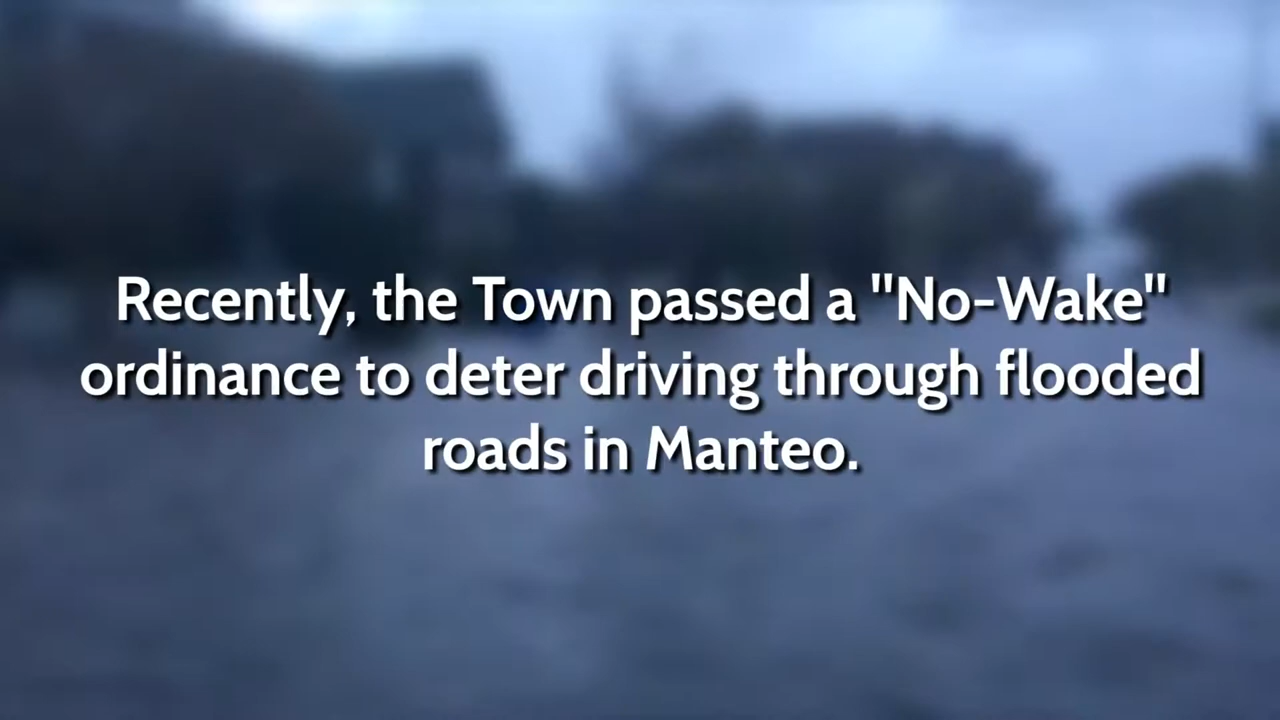 Recently, the Town passed a "No-Wake"
ordinance to deter driving through flooded
roads in Manteo.